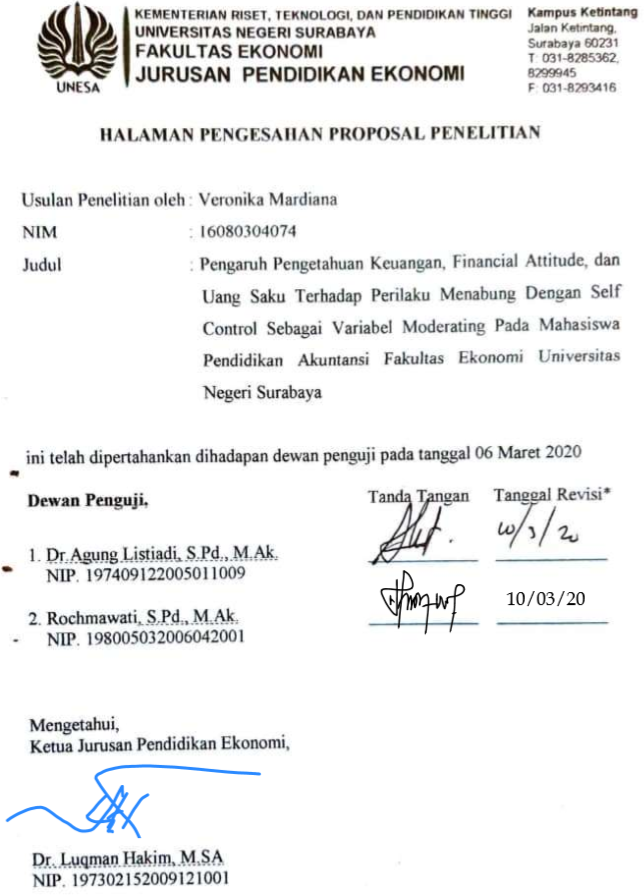 KEMENTERIAN RISET, TEKNOLOGI, DAN PENDIDIKAN TINGGI
UNIVERSITAS NEGERI SURABAYA
FAKULTAS EKONOMI
JURUSAN PENDIDIKAN EKONOMI
UNESA
Kampus Ketintang
Jalan Ketintang,
Surabaya 60231
T: 031-8285362,
8299945
F: 031-8293416
HALAMAN PENGESAHAN PROPOSAL PENELITIAN
Usulan Penelitian oleh : Veronika Mardiana
NIM : 16080304074
Judul : Pengaruh Pengetahuan Keuangan, Financial Attitude, dan
Uang Saku Terhadap Perilaku Menabung Dengan Self
Control Sebagai Variabel Moderating Pada Mahasiswa
Pendidikan Akuntansi Fakultas Ekonomi Universitas
Negeri Surabaya
ini telah dipertahankan dihadapan dewan penguji pada tanggal 06 Maret 2020
Dewan Penguji, Tanda Tangan Tanggal Revisi*
1. Dr.Agung Listiadi, S.Pd., M.Ak.
NIP. 197409122005011009
2. Rochmawati, S.Pd., M.Ak. 10/03/20
NIP. 198005032006042001
Mengetahui,
Ketua Jurusan Pendidikan Ekonomi,
Dr. Luqman Hakim, M.SA
NIP. 197302152009121001